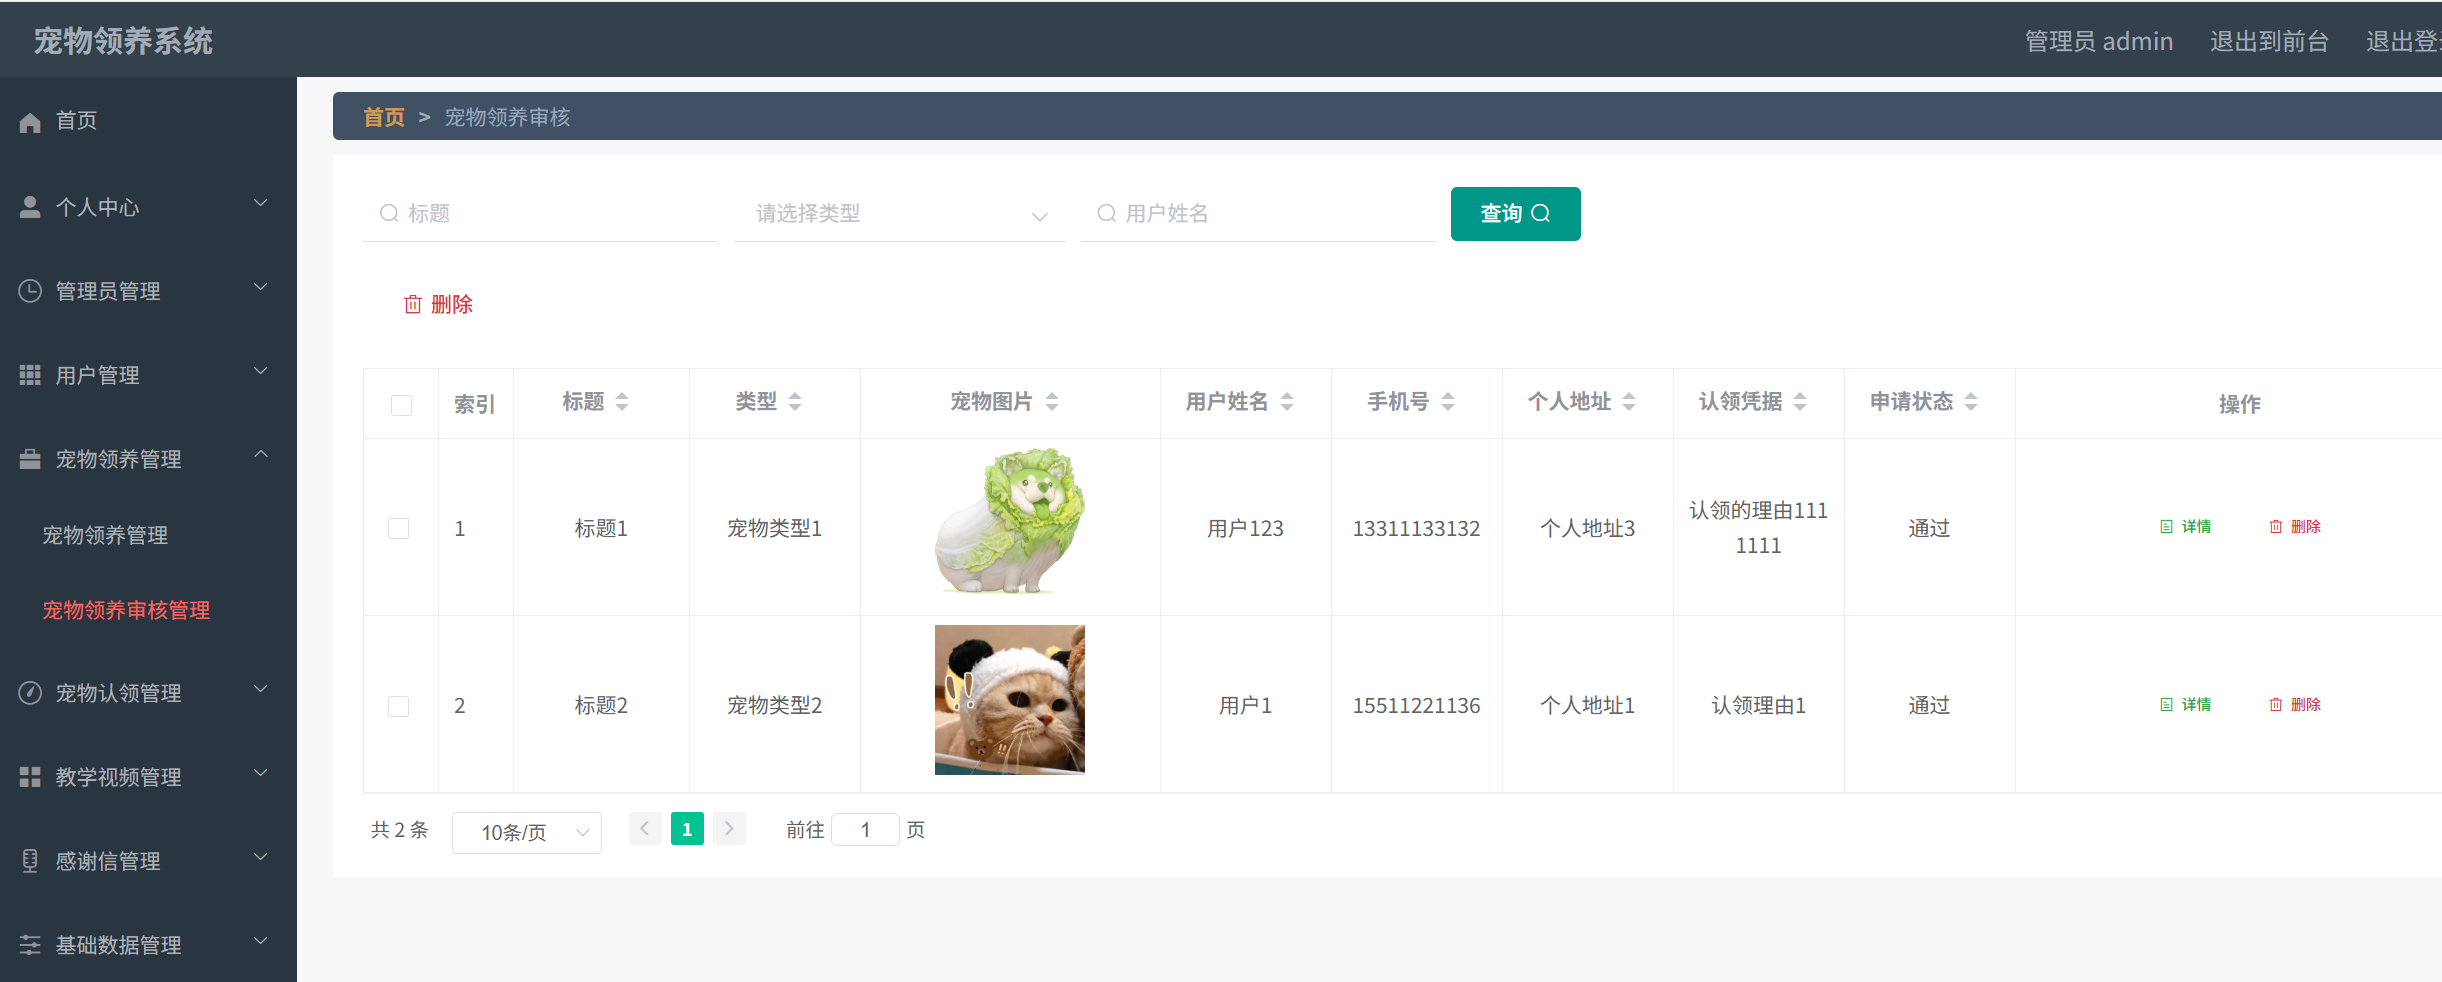 宠物领养系统
管理员 admin
退出到前台
退出登
首页
个人中心
管理员管理
用户管理
宠物领养管理
宠物领养管理
宠物领养审核管理
宠物认领管理
教学视频管理
感谢信管理
基础数据管理
首页 > 宠物领养审核
标题
请选择类型
用户姓名
查询
删除
索引 标题 类型 宠物图片 用户姓名 手机号 个人地址 认领凭据 申请状态 操作
1 标题1 宠物类型1 用户123 13311133132 个人地址3 认领的理由111
1111 通过 详情 删除
2 标题2 宠物类型2 用户1 15511221136 个人地址1 认领理由1 通过 详情 删除
共 2 条 10条/页 1 前往 1 页